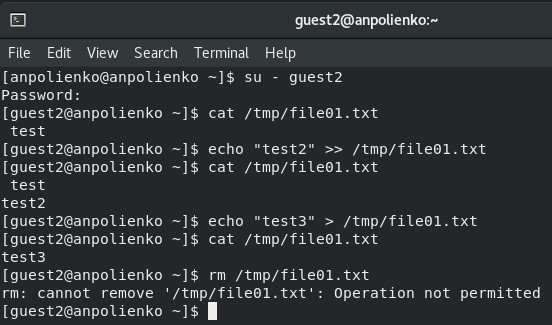 guest2@anpolienko:~
File Edit View Search Terminal Help
[anpolienko@anpolienko ~]$ su - guest2
Password:
[guest2@anpolienko ~]$ cat /tmp/file01.txt
 test
[guest2@anpolienko ~]$ echo "test2" >> /tmp/file01.txt
[guest2@anpolienko ~]$ cat /tmp/file01.txt
 test
test2
[guest2@anpolienko ~]$ echo "test3" > /tmp/file01.txt
[guest2@anpolienko ~]$ cat /tmp/file01.txt
test3
[guest2@anpolienko ~]$ rm /tmp/file01.txt
rm: cannot remove '/tmp/file01.txt': Operation not permitted
[guest2@anpolienko ~]$